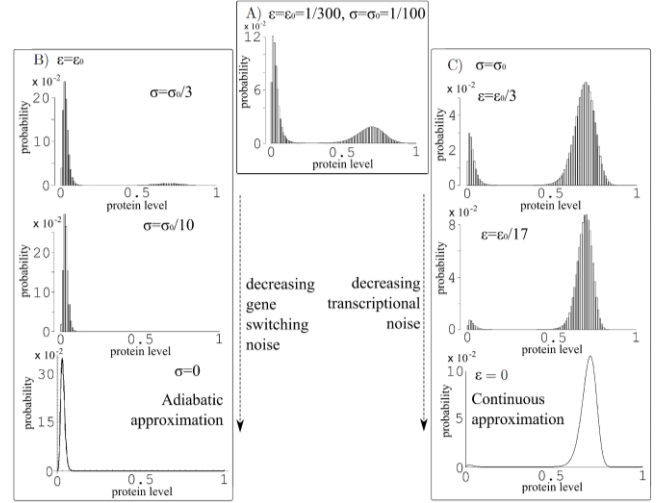 A) ε=ε₀=1/300, σ=σ₀=1/100
x 10⁻²
12
6
0
probability
0 0.5 1
protein level
B) ε=ε₀
x 10⁻²
σ=σ₀/3
20
10
0
probability
0 0.5 1
protein level
x 10⁻²
σ=σ₀/10
20
10
0
probability
0 0.5 1
protein level
x 10⁻²
σ=0
Adiabatic
approximation
30
15
0
probability
0 0.5 1
protein level
decreasing
gene
switching
noise
decreasing
transcriptional
noise
C) σ=σ₀
x 10⁻²
ε=ε₀/3
4
2
0
probability
0 0.5 1
protein level
x 10⁻²
ε=ε₀/17
8
4
0
probability
0 0.5 1
protein level
x 10⁻²
ε = 0
Continuous
approximation
10
5
0
probability
0 0.5 1
protein level